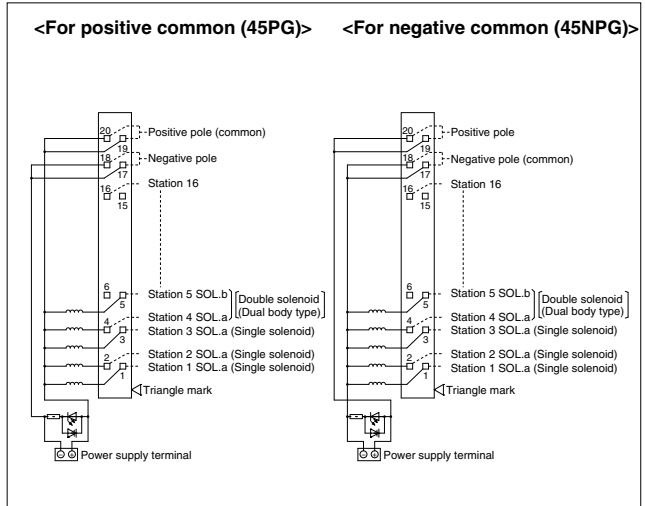 <For positive common (45PG)>
20
Positive pole (common)
19
18
Negative pole
17
16
Station 16
15
6
Station 5 SOL.b
5
Double solenoid
(Dual body type)
Station 4 SOL.a
4
Station 3 SOL.a (Single solenoid)
3
Station 2 SOL.a (Single solenoid)
2
Station 1 SOL.a (Single solenoid)
1
Triangle mark
⊖ ⊕ Power supply terminal
<For negative common (45NPG)>
20
Positive pole
19
18
Negative pole (common)
17
16
Station 16
15
6
Station 5 SOL.b
5
Double solenoid
(Dual body type)
Station 4 SOL.a
4
Station 3 SOL.a (Single solenoid)
3
Station 2 SOL.a (Single solenoid)
2
Station 1 SOL.a (Single solenoid)
1
Triangle mark
⊖ ⊕ Power supply terminal